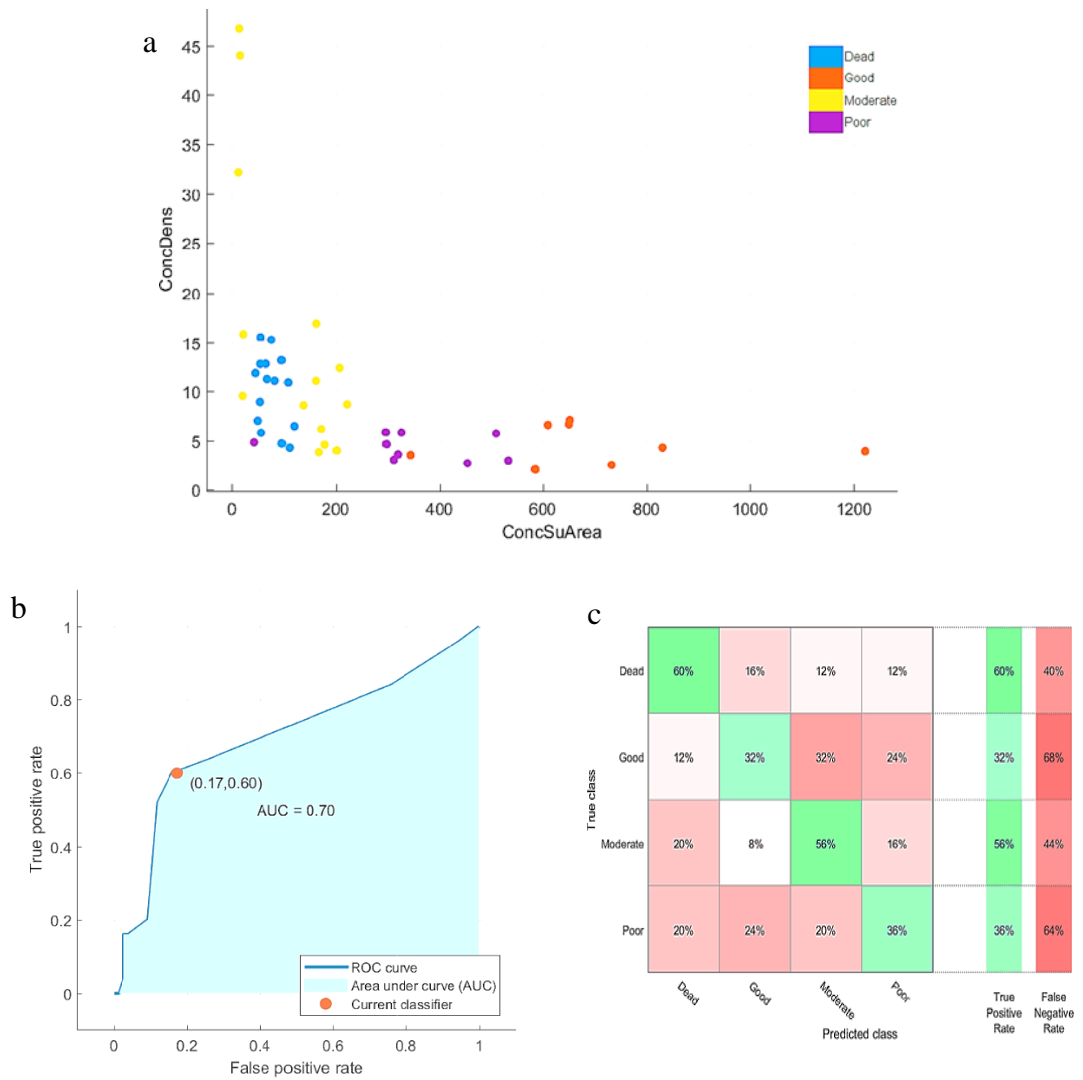 a
45
40
35
30
25
20
15
10
5
0
ConcDens
0 200 400 600 800 1000 1200
ConcSuArea
Dead
Good
Moderate
Poor
b
1
0.8
0.6
0.4
0.2
0
True positive rate
(0.17,0.60)
AUC = 0.70
ROC curve
Area under curve (AUC)
Current classifier
0 0.2 0.4 0.6 0.8 1
False positive rate
c
True class
Dead 60% 16% 12% 12% 60% 40%
Good 12% 32% 32% 24% 32% 68%
Moderate 20% 8% 56% 16% 56% 44%
Poor 20% 24% 20% 36% 36% 64%
Dead Good Moderate Poor
Predicted class
True Positive Rate
False Negative Rate